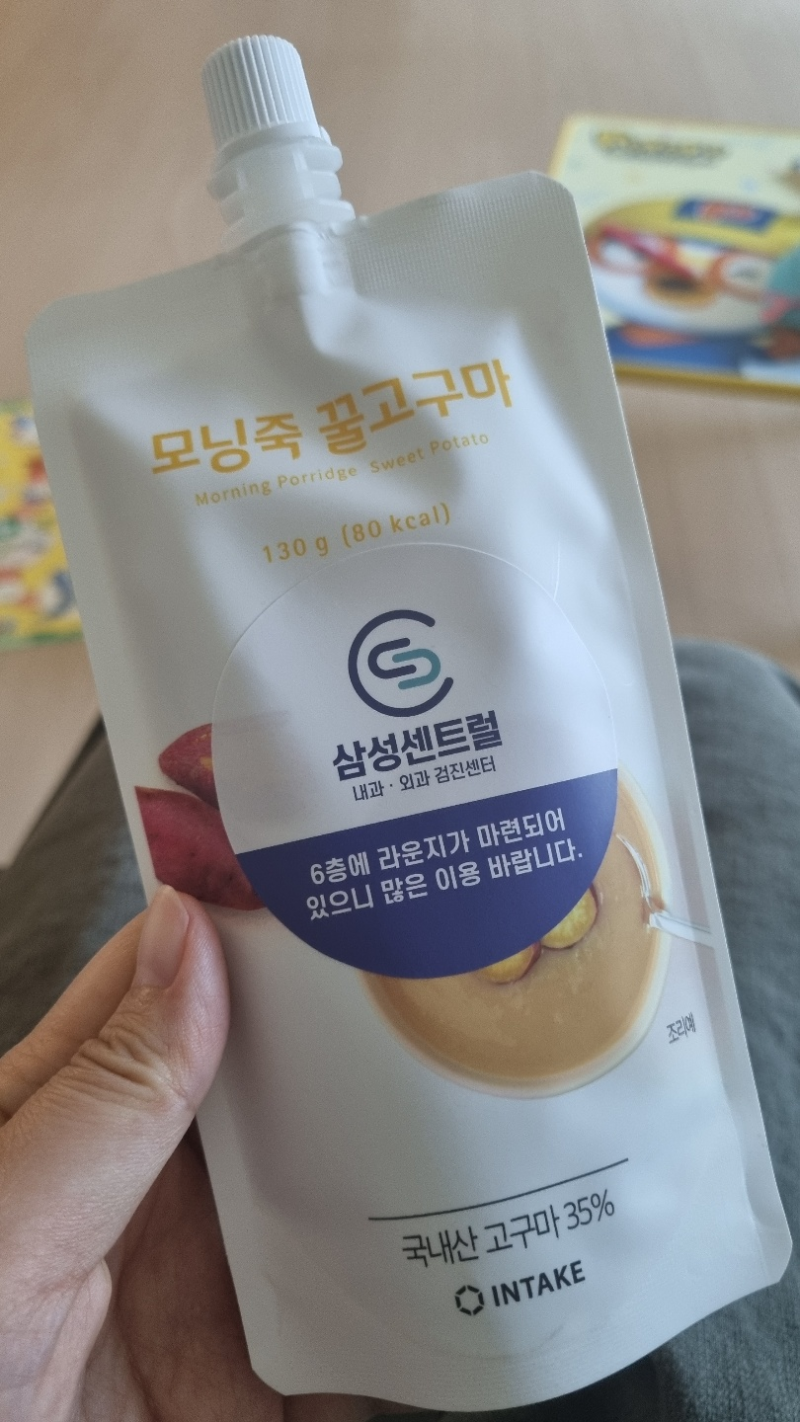 모닝죽 꿀고구마
Morning Porridge Sweet Potato
130 g (80 kcal)
삼성센트럴
내과 · 외과 검진센터
6층에 라운지가 마련되어
있으니 많은 이용 바랍니다.
조리예
국내산 고구마 35%
INTAKE